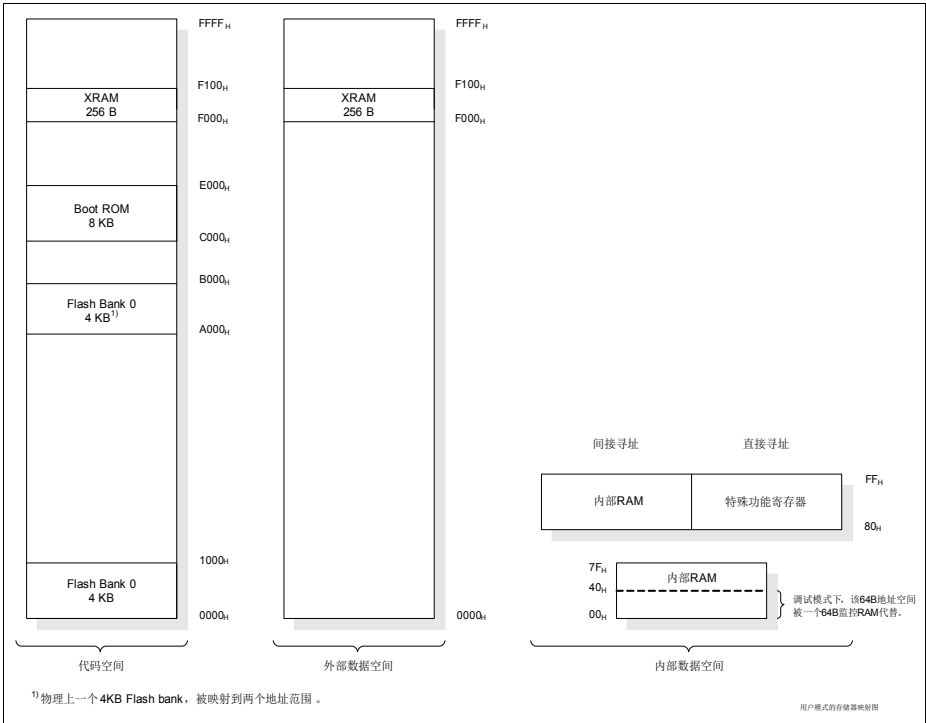 FFFFH
F100H
XRAM
256 B
F000H
E000H
Boot ROM
8 KB
C000H
B000H
Flash Bank 0
4 KB1)
A000H
1000H
Flash Bank 0
4 KB
0000H
代码空间
FFFFH
F100H
XRAM
256 B
F000H
0000H
外部数据空间
间接寻址
直接寻址
内部RAM
特殊功能寄存器
FFH
80H
7FH
内部RAM
40H
00H
调试模式下，该64B地址空间
被一个64B监控RAM代替。
内部数据空间
1)物理上一个4KB Flash bank，被映射到两个地址范围 。
用户模式的存储器映射图